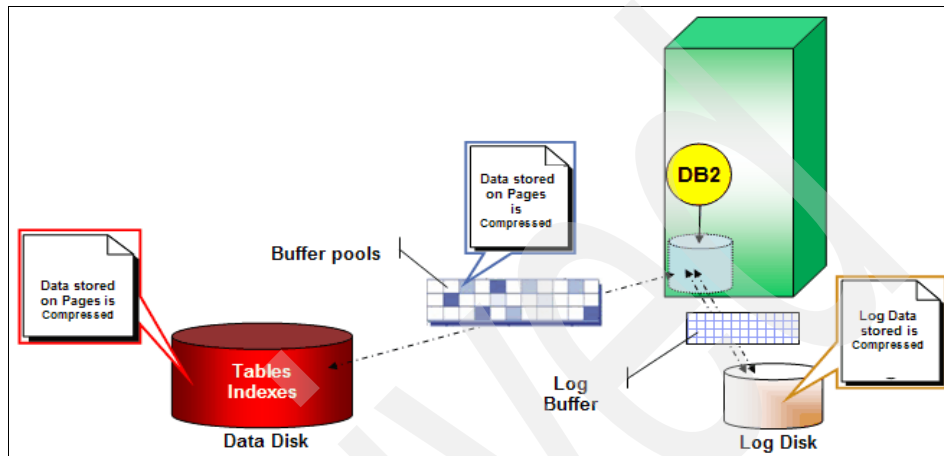 Data stored
on Pages
is
Compressed
DB2
Buffer pools
Data stored
on Pages is
Compressed
Log Data
stored is
Compressed
Tables
Indexes
Log
Buffer
Data Disk
Log Disk